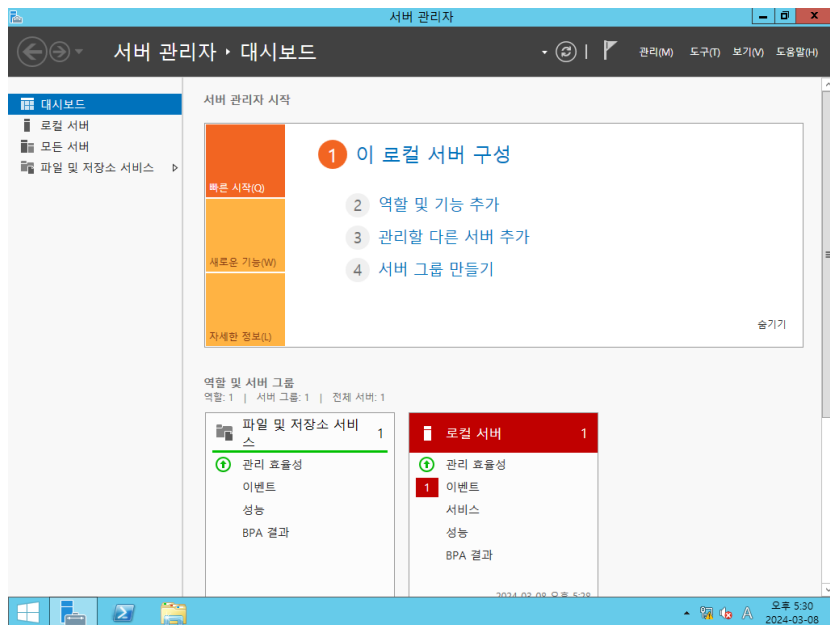 서버 관리자
서버 관리자 ‣ 대시보드
관리(M) 도구(T) 보기(V) 도움말(H)
대시보드
로컬 서버
모든 서버
파일 및 저장소 서비스
서버 관리자 시작
빠른 시작(Q)
새로운 기능(W)
자세한 정보(L)
1 이 로컬 서버 구성
2 역할 및 기능 추가
3 관리할 다른 서버 추가
4 서버 그룹 만들기
숨기기
역할 및 서버 그룹
역할: 1 | 서버 그룹: 1 | 전체 서버: 1
파일 및 저장소 서비
스
1
관리 효율성
이벤트
성능
BPA 결과
로컬 서버 1
관리 효율성
1 이벤트
서비스
성능
BPA 결과
2024-03-08 오후 5:28
A
오후 5:30
2024-03-08